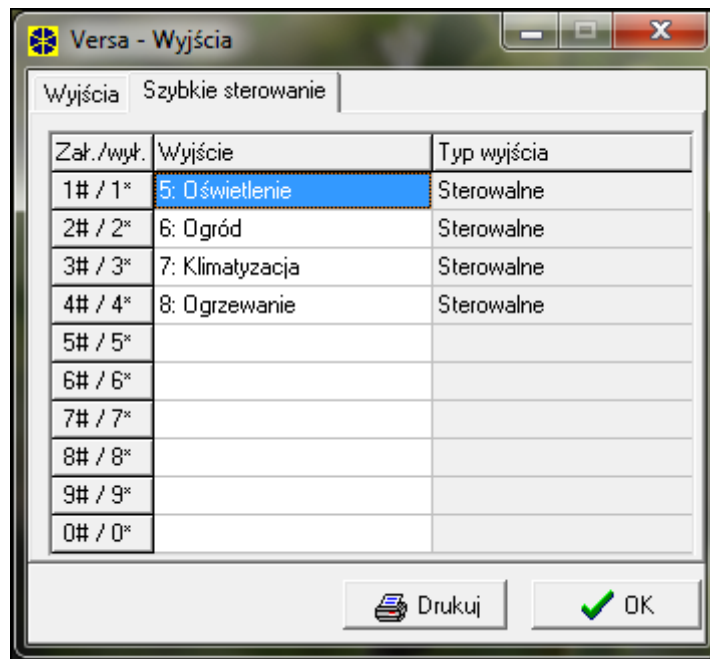 Versa - Wyjścia
Wyjścia Szybkie sterowanie
Zał./wył. Wyjście Typ wyjścia
1# / 1* 5: Oświetlenie Sterowalne
2# / 2* 6: Ogród Sterowalne
3# / 3* 7: Klimatyzacja Sterowalne
4# / 4* 8: Ogrzewanie Sterowalne
5# / 5*
6# / 6*
7# / 7*
8# / 8*
9# / 9*
0# / 0*
Drukuj OK